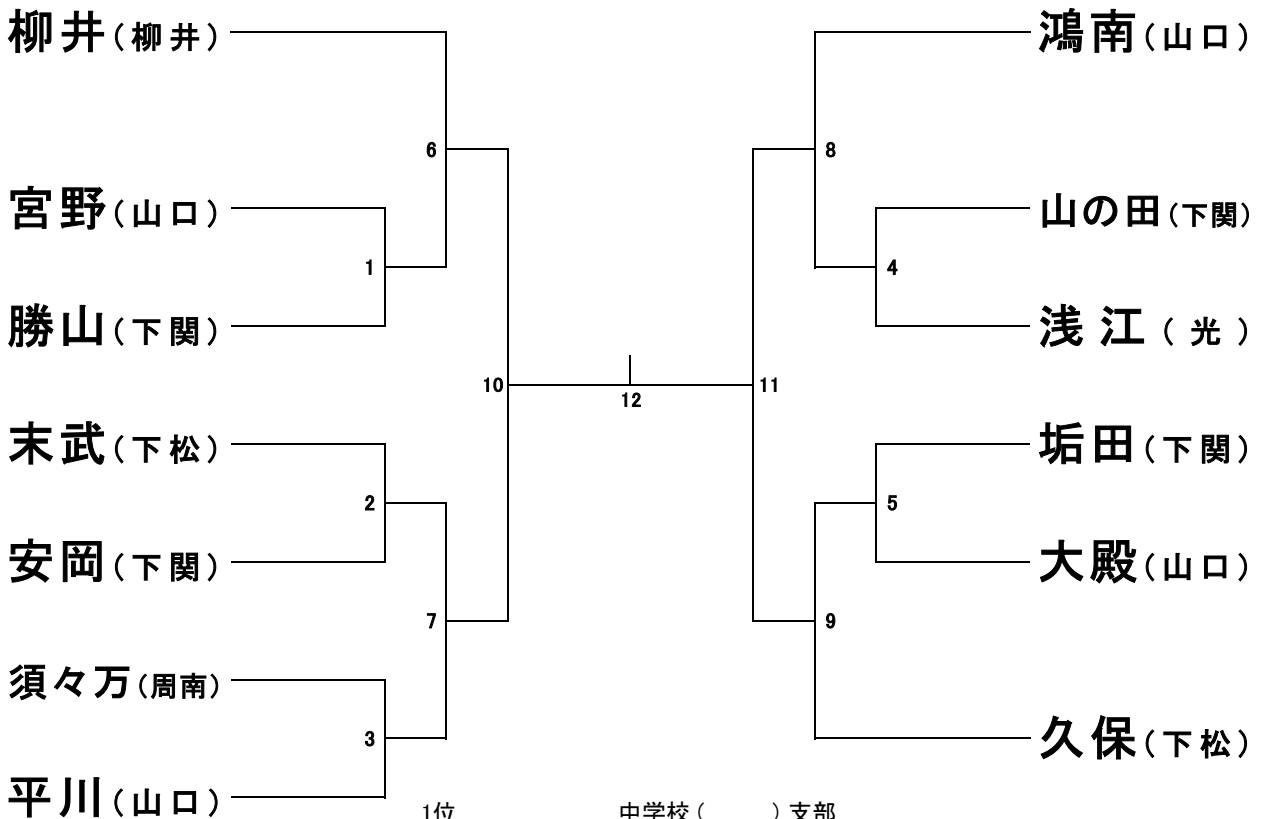 柳井(柳井)
宮野(山口)
勝山(下関)
末武(下松)
安岡(下関)
須々万(周南)
平川(山口)
6
1
10
2
7
3
12
鴻南(山口)
山の田(下関)
浅江(光)
垢田(下関)
大殿(山口)
久保(下松)
8
4
11
5
9
1位 中学校( )支部